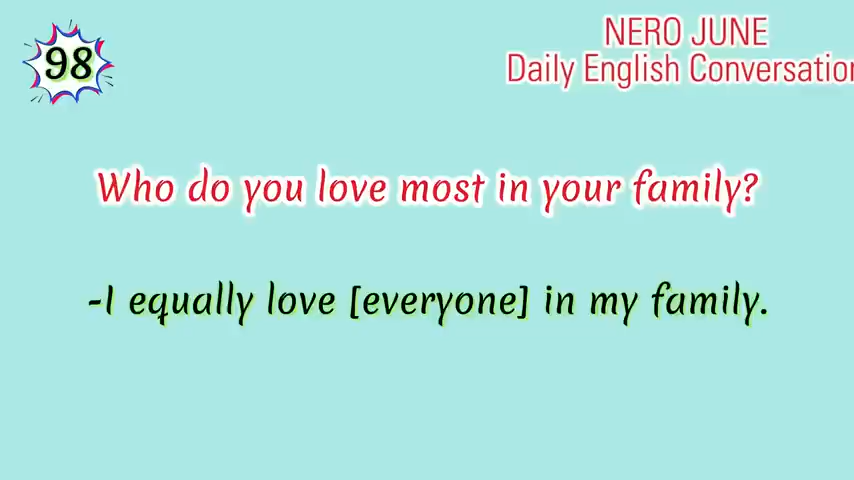 98
NERO JUNE
Daily English Conversation
Who do you love most in your family?
-I equally love [everyone] in my family.